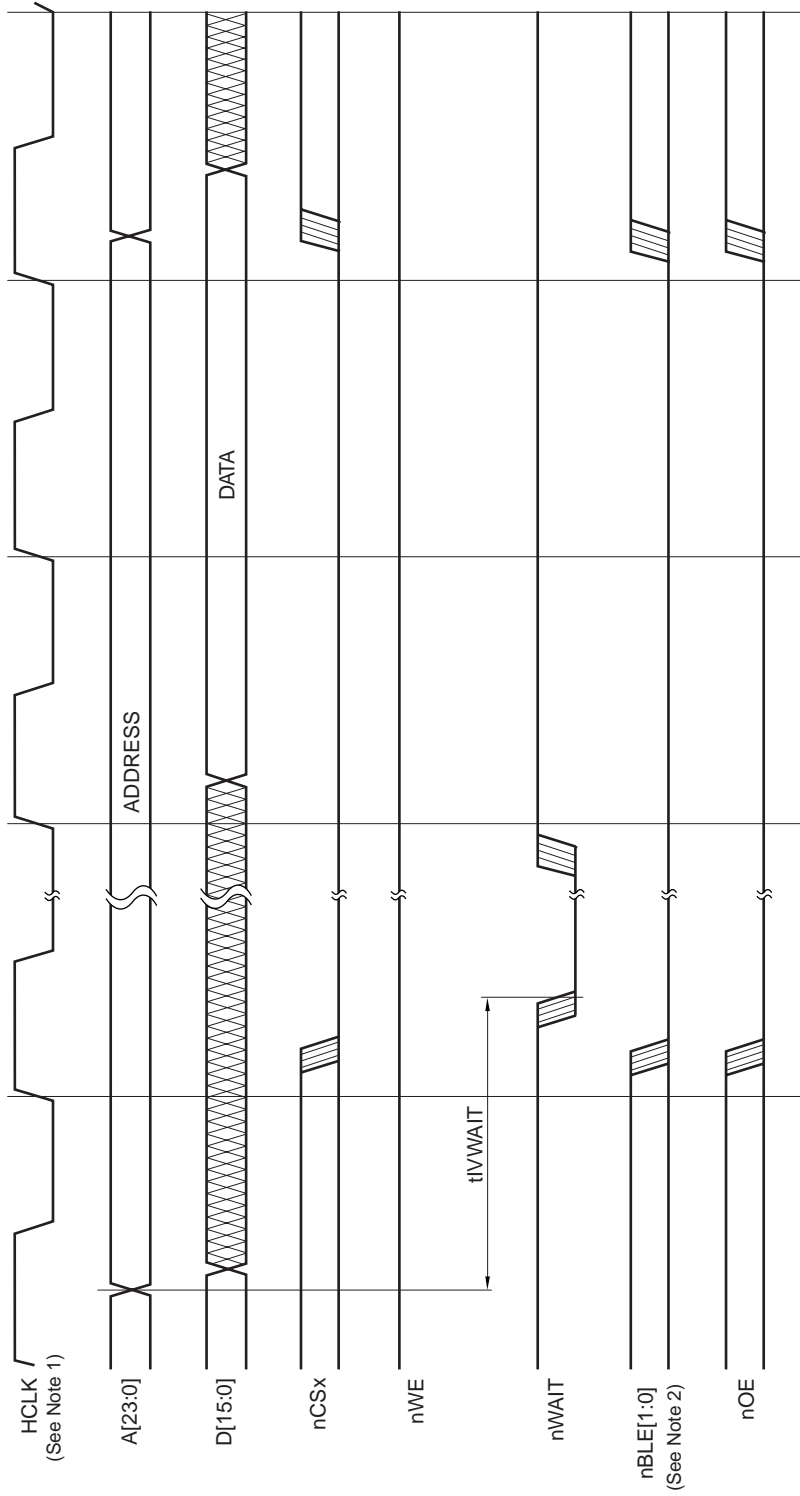 HCLK
(See Note 1)
A[23:0]
ADDRESS
D[15:0]
DATA
nCSx
nWE
tIVWAIT
nWAIT
nBLE[1:0]
(See Note 2)
nOE